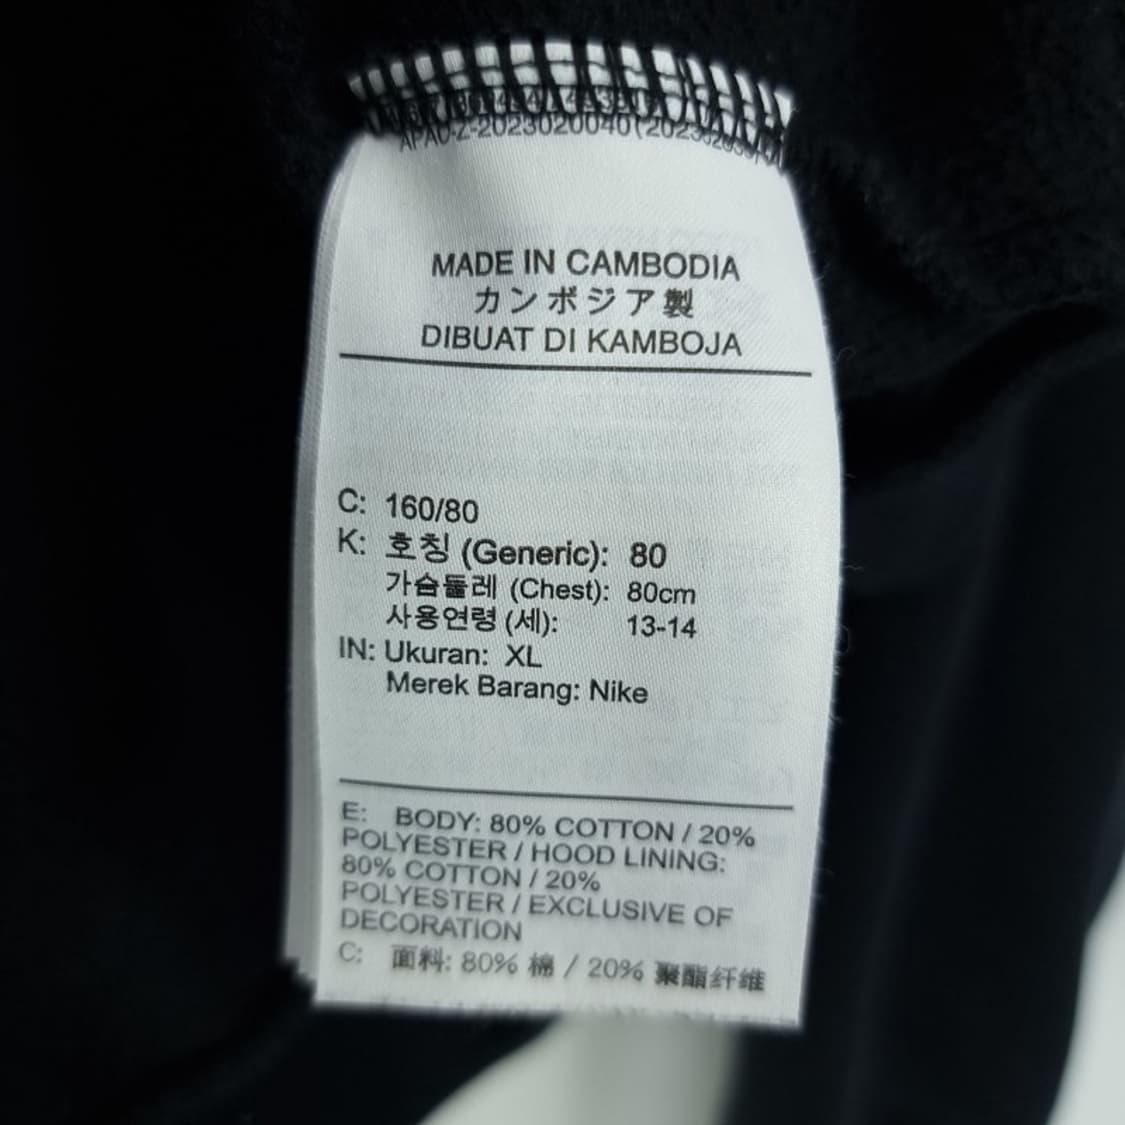 APAC-Z-2023020040(2023
MADE IN CAMBODIA
カンボジア製
DIBUAT DI KAMBOJA
C: 160/80
K: 호칭 (Generic): 80
가슴둘레 (Chest): 80cm
사용연령 (세): 13-14
IN: Ukuran: XL
Merek Barang: Nike
E: BODY: 80% COTTON / 20%
POLYESTER / HOOD LINING:
80% COTTON / 20%
POLYESTER / EXCLUSIVE OF
DECORATION
C: 面料: 80% 棉 / 20% 聚酯纤维